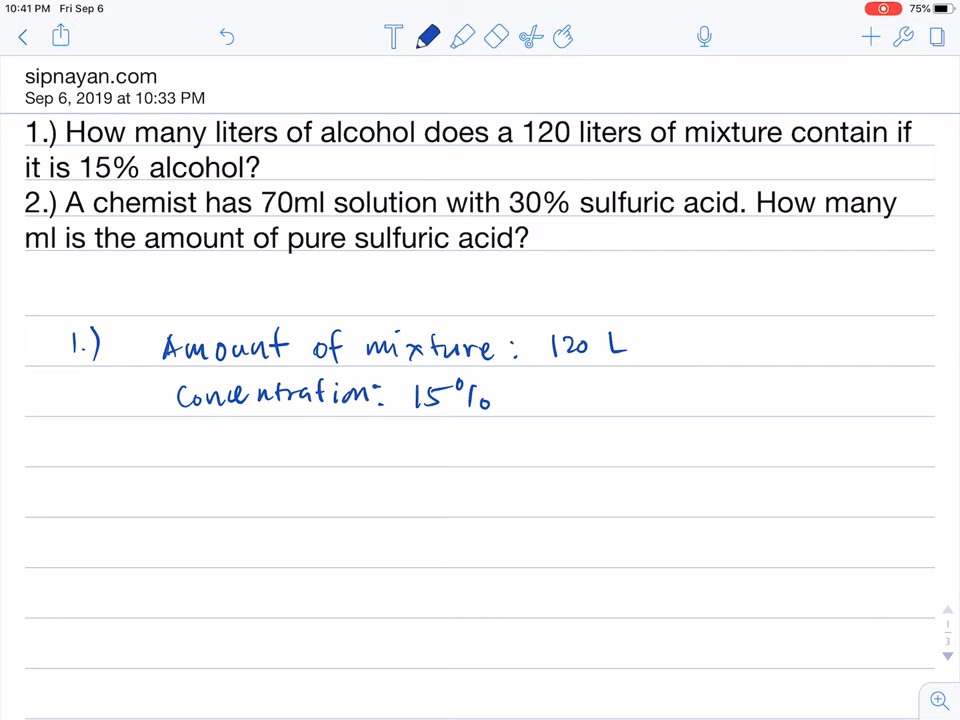 10:41 PM Fri Sep 6 75%
T
sipnayan.com
Sep 6, 2019 at 10:33 PM
1.) How many liters of alcohol does a 120 liters of mixture contain if
it is 15% alcohol?
2.) A chemist has 70ml solution with 30% sulfuric acid. How many
ml is the amount of pure sulfuric acid?
1.) Amount of mixture: 120 L
Concentration: 15%
1
3